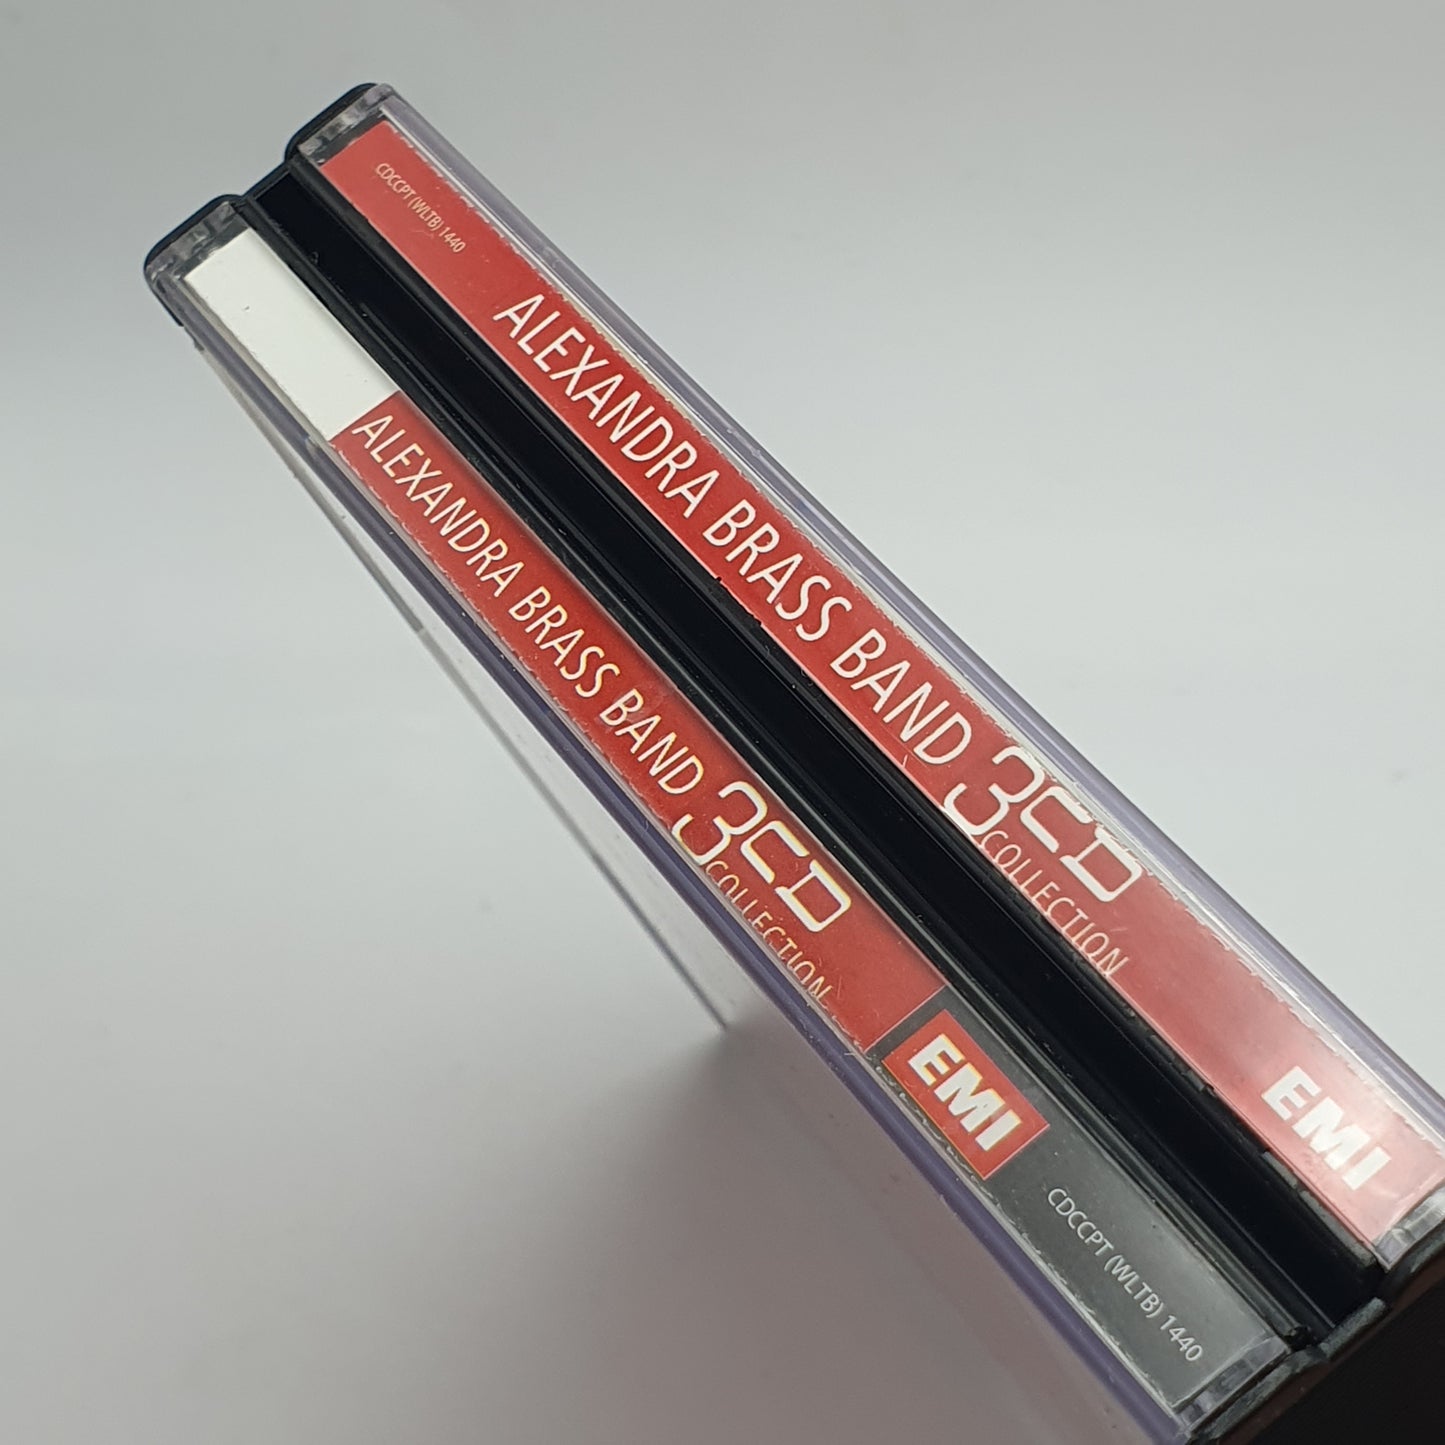 CDCCPT (WLTB) 1440
ALEXANDRA BRASS BAND 3CD
COLLECTION
EMI
ALEXANDRA BRASS BAND 3CD
COLLECTION
EMI
CDCCPT (WLTB) 1440